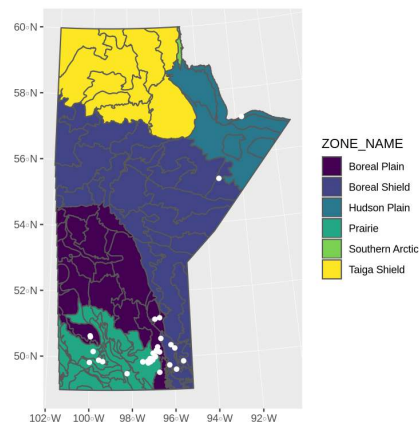 60°N
58°N
56°N
54°N
52°N
50°N
102°W
100°W
98°W
96°W
94°W
92°W
ZONE_NAME
Boreal Plain
Boreal Shield
Hudson Plain
Prairie
Southern Arctic
Taiga Shield